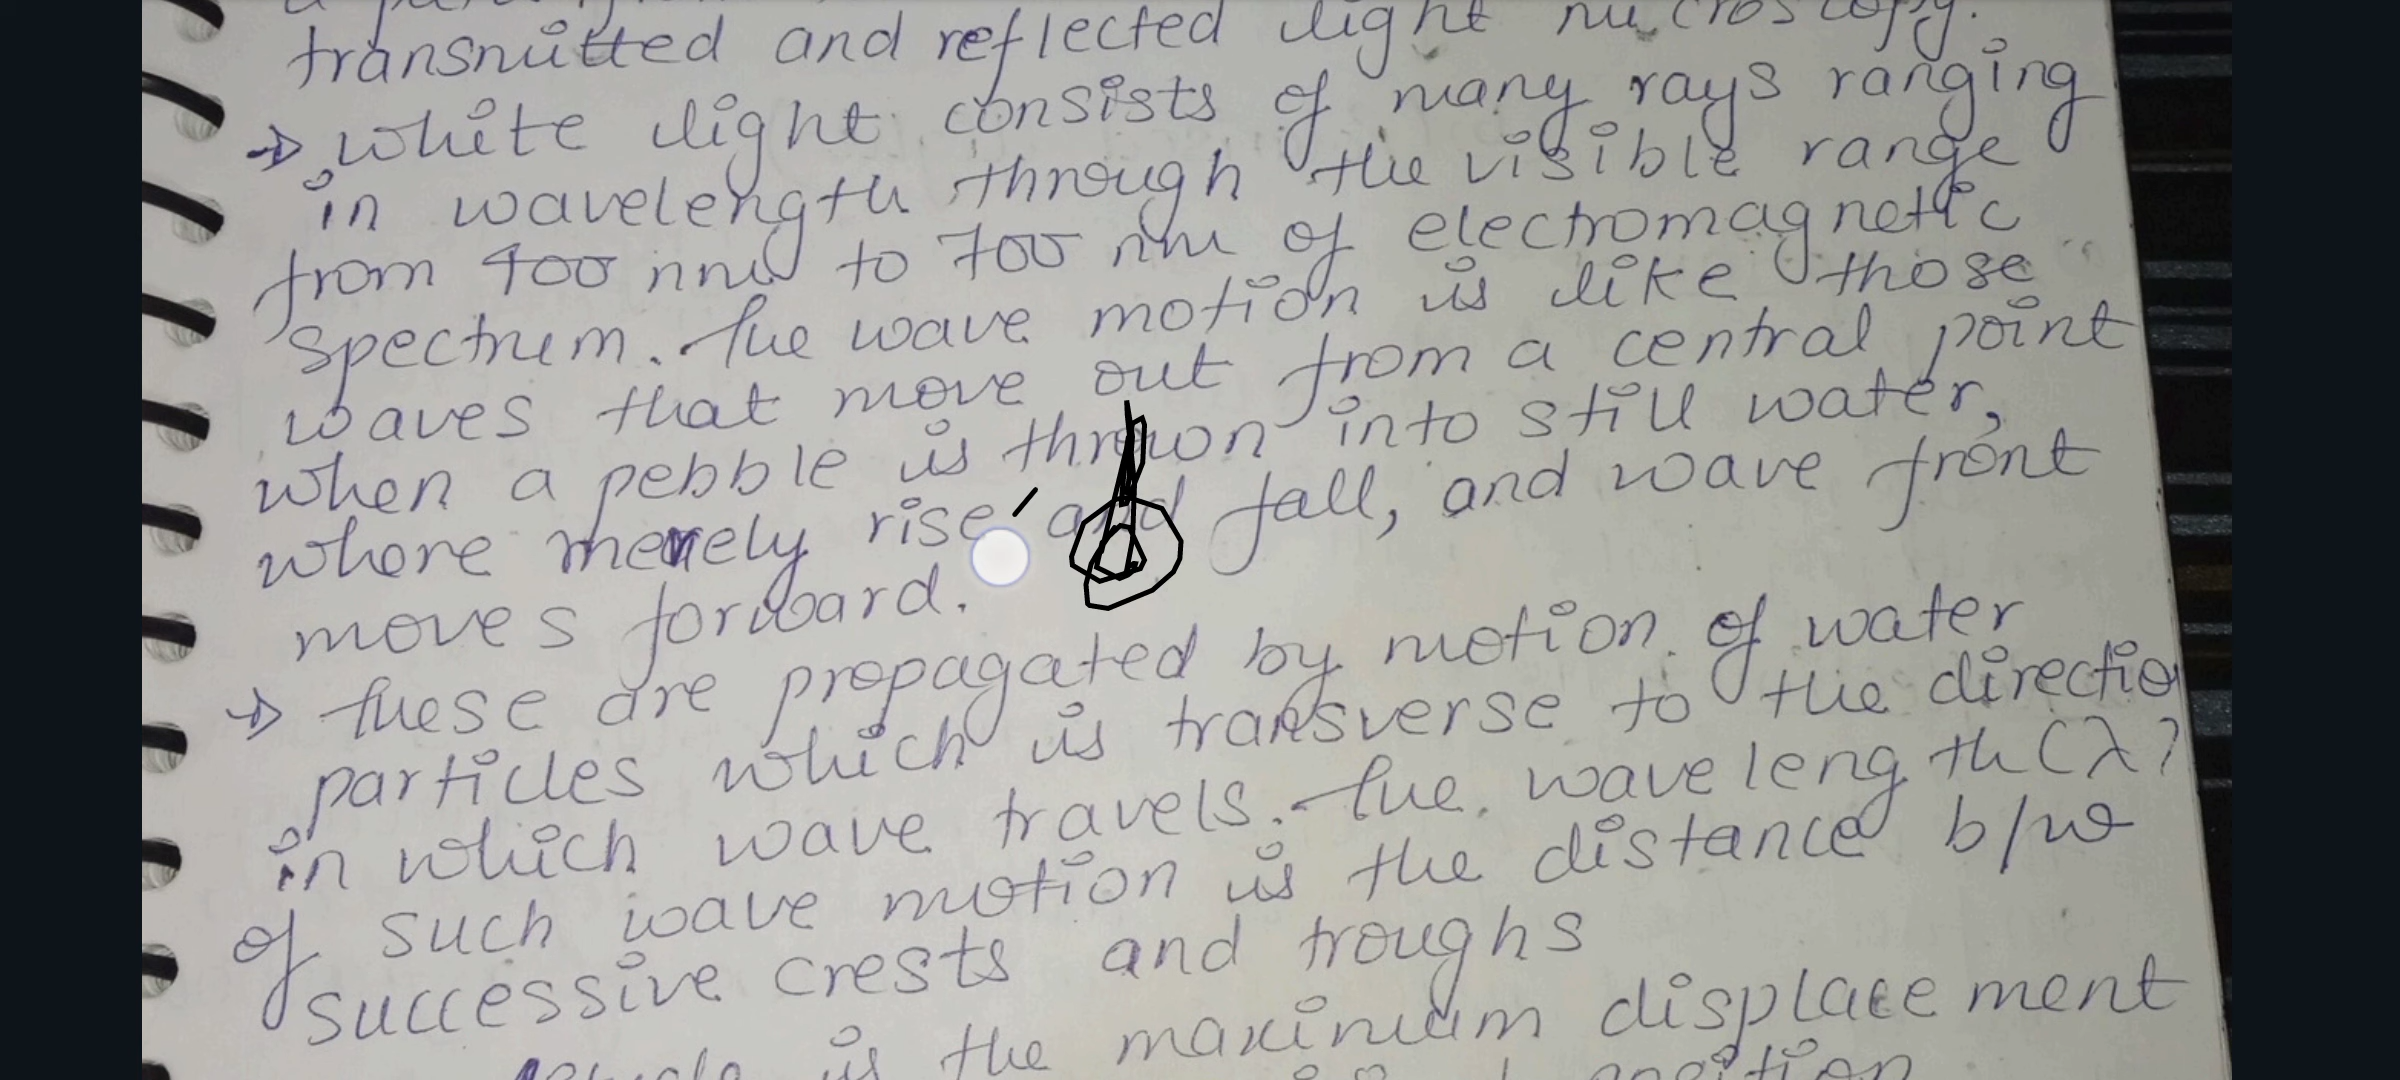 transmitted and reflected light microscopy.
→ white light consists of many rays ranging
in wavelength through the visible range
from 400 nm to 700 nm of electromagnetic
spectrum. The wave motion is like those
waves that move out from a central point
when a pebble is thrown into still water,
where merely rise and fall, and wave front
moves forward.
→ These are propagated by motion of water
particles which is transverse to the directio
in which wave travels. The wavelength (λ)
of such wave motion is the distance b/w
successive crests and troughs
is the maximum displacement